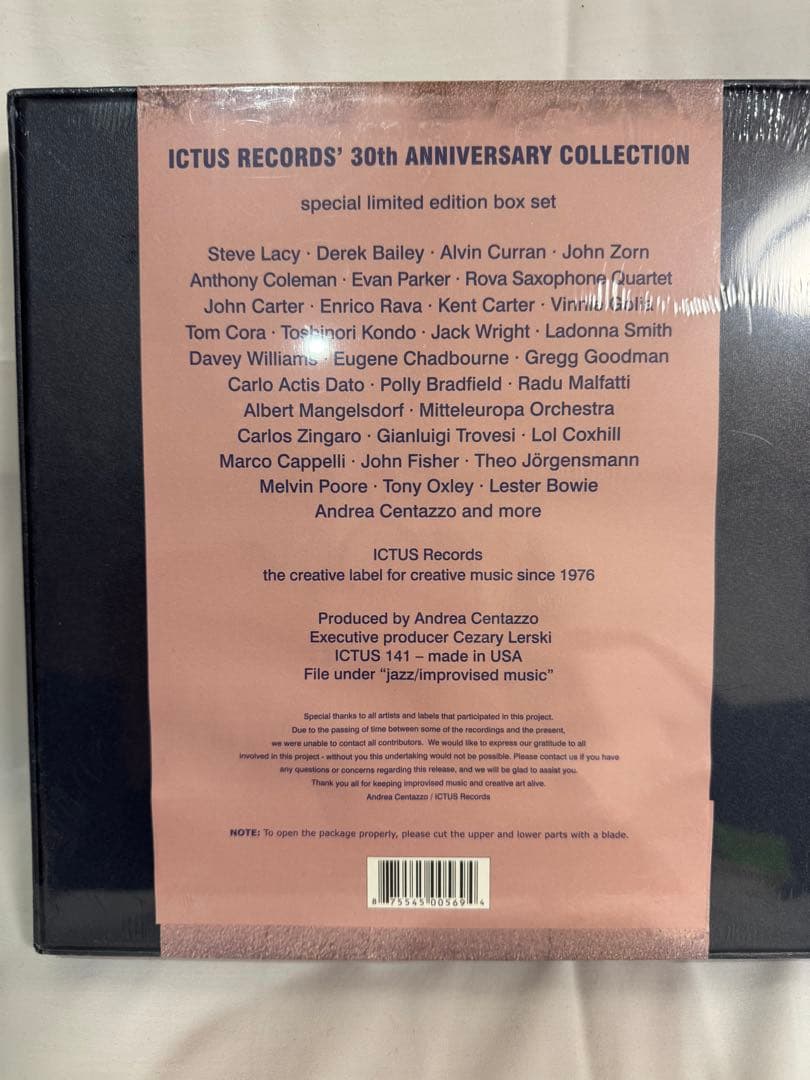 ICTUS RECORDS' 30th ANNIVERSARY COLLECTION
special limited edition box set
Steve Lacy · Derek Bailey · Alvin Curran · John Zorn
Anthony Coleman · Evan Parker · Rova Saxophone Quartet
John Carter · Enrico Rava · Kent Carter · Vinnie Golia
Tom Cora · Toshinori Kondo · Jack Wright · Ladonna Smith
Davey Williams · Eugene Chadbourne · Gregg Goodman
Carlo Actis Dato · Polly Bradfield · Radu Malfatti
Albert Mangelsdorf · Mitteleuropa Orchestra
Carlos Zingaro · Gianluigi Trovesi · Lol Coxhill
Marco Cappelli · John Fisher · Theo Jörgensmann
Melvin Poore · Tony Oxley · Lester Bowie
Andrea Centazzo and more
ICTUS Records
the creative label for creative music since 1976
Produced by Andrea Centazzo
Executive producer Cezary Lerski
ICTUS 141 – made in USA
File under “jazz/improvised music”
Special thanks to all artists and labels that participated in this project.
Due to the passing of time between some of the recordings and the present,
we were unable to contact all contributors. We would like to express our gratitude to all
involved in this project - without you this undertaking would not be possible. Please contact us if you have
any questions or concerns regarding this release, and we will be glad to assist you.
Thank you all for keeping improvised music and creative art alive.
Andrea Centazzo / ICTUS Records
NOTE: To open the package properly, please cut the upper and lower parts with a blade.
8 75545 00569 4